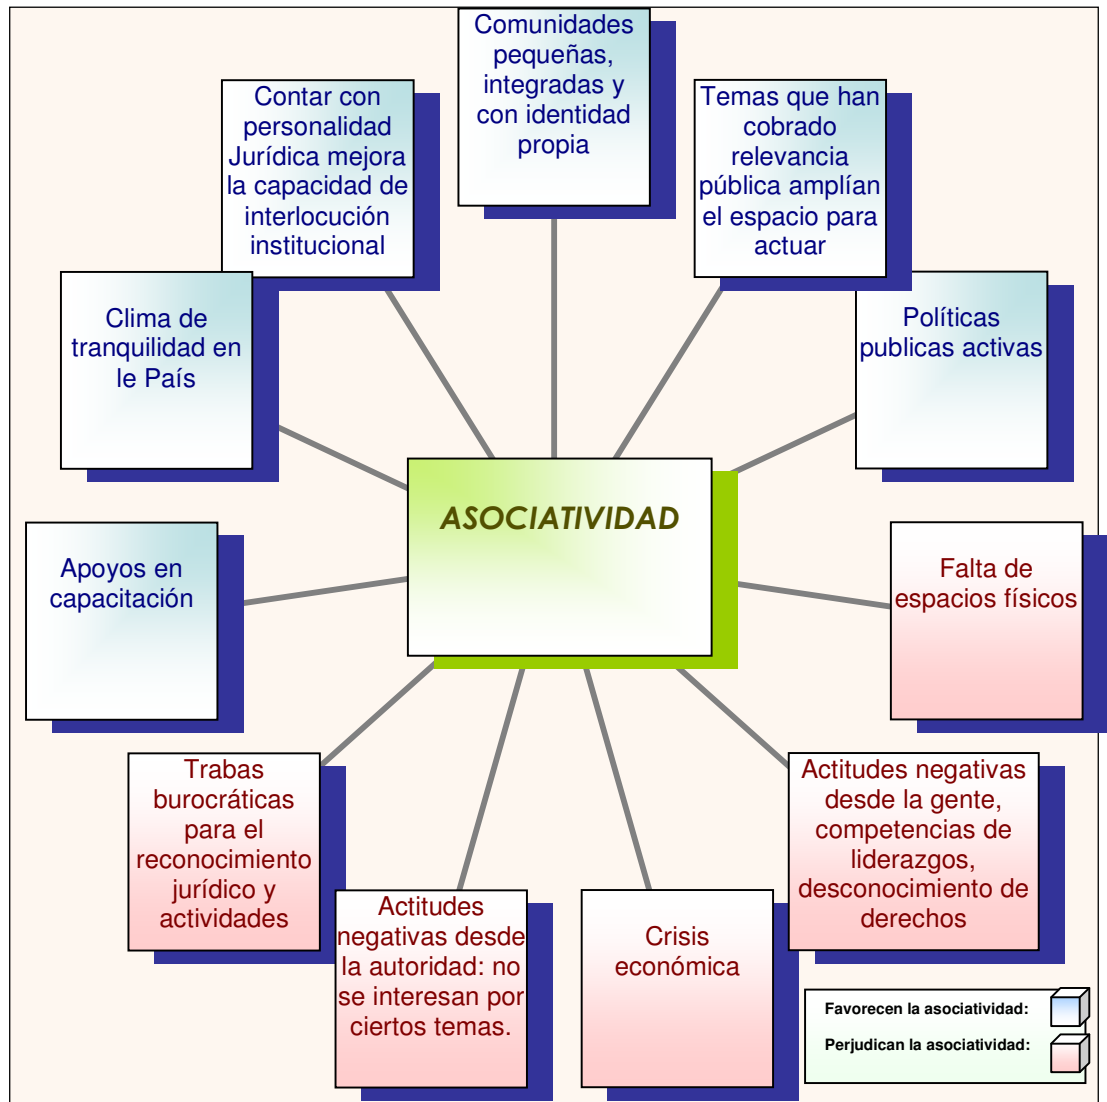 Comunidades
pequeñas,
integradas y
con identidad
propia
Contar con
personalidad
Jurídica mejora
la capacidad de
interlocución
institucional
Temas que han
cobrado
relevancia
pública amplían
el espacio para
actuar
Clima de
tranquilidad en
le País
Políticas
publicas activas
ASOCIATIVIDAD
Apoyos en
capacitación
Falta de
espacios físicos
Trabas
burocráticas
para el
reconocimiento
jurídico y
actividades
Actitudes
negativas desde
la autoridad: no
se interesan por
ciertos temas.
Crisis
económica
Actitudes negativas
desde la gente,
competencias de
liderazgos,
desconocimiento de
derechos
Favorecen la asociatividad:
Perjudican la asociatividad: